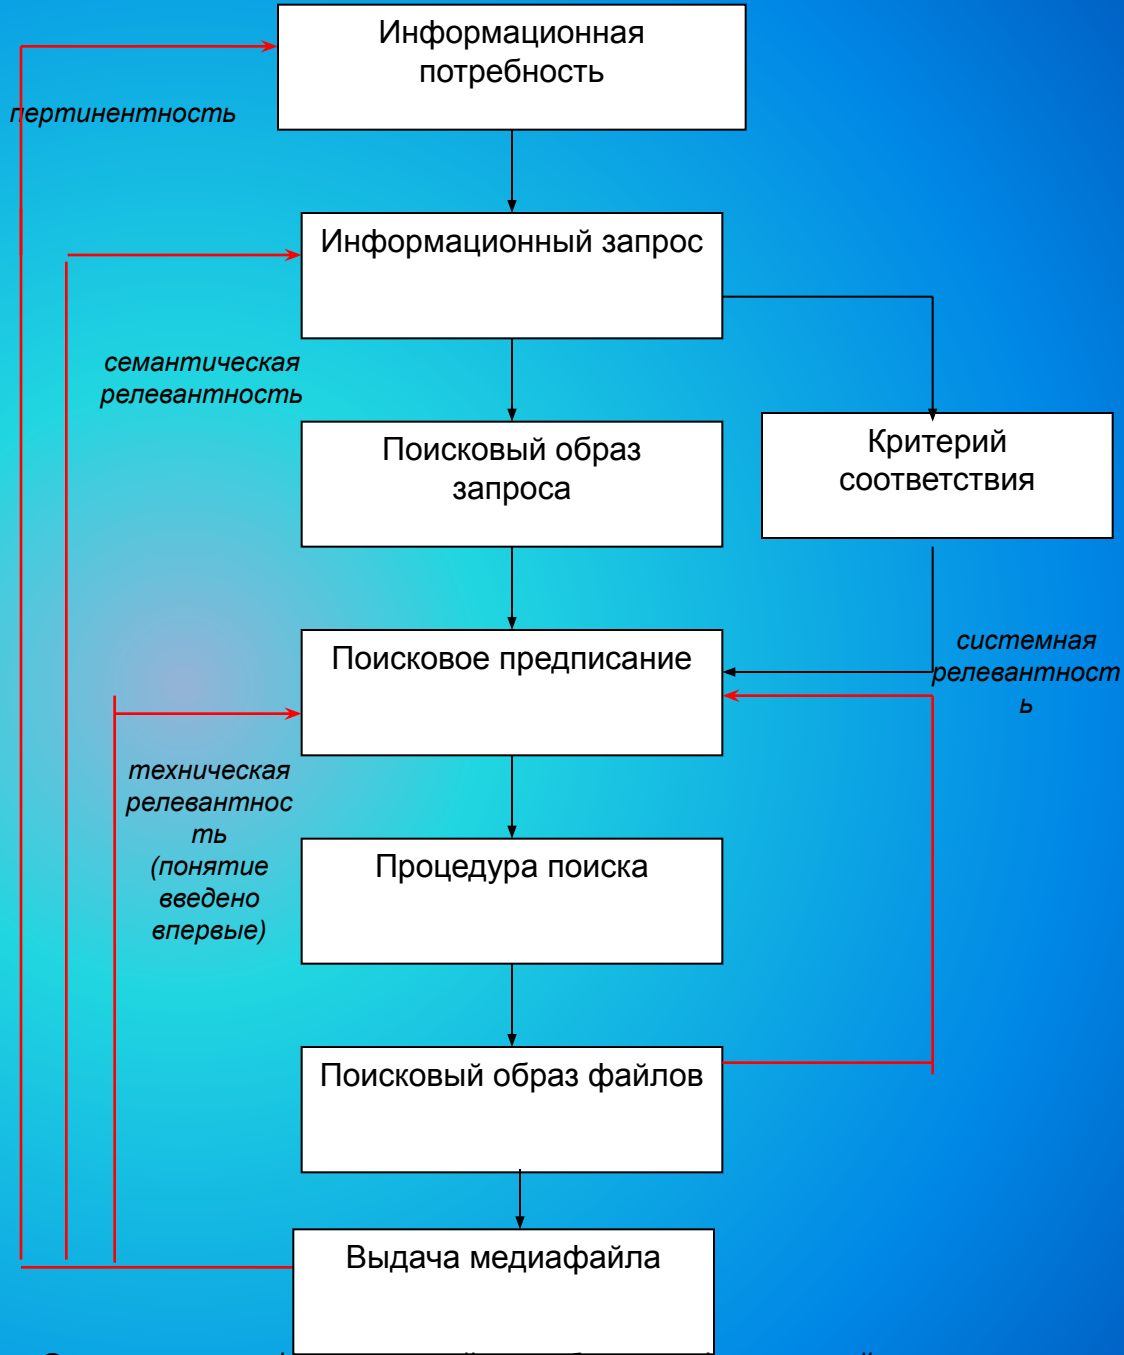 Информационная
потребность
пертинентность
Информационный запрос
семантическая
релевантность
Поисковый образ
запроса
Критерий
соответствия
Поисковое предписание
системная
релевантност
ь
техническая
релевантнос
ть
(понятие
введено
впервые)
Процедура поиска
Поисковый образ файлов
Выдача медиафайла